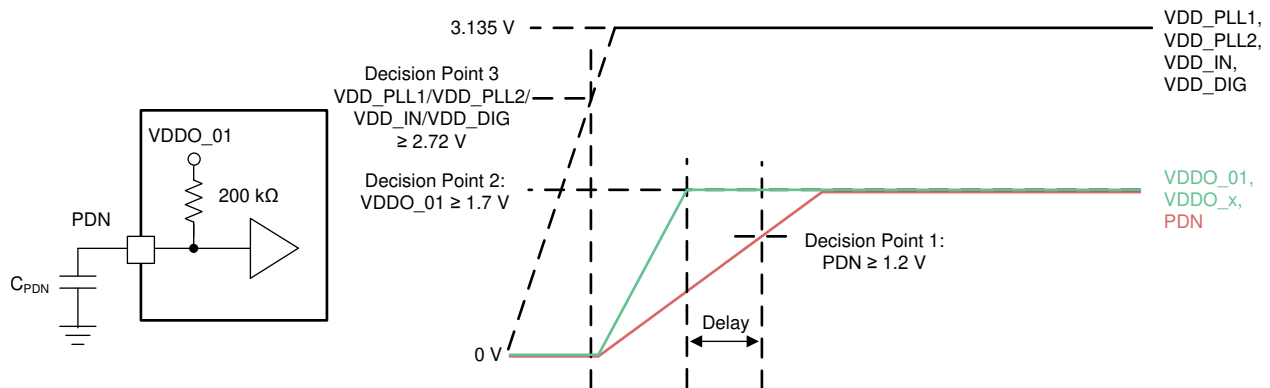 VDDO_01
200 kΩ
PDN
CPDN
3.135 V
Decision Point 3
VDD_PLL1/VDD_PLL2/
VDD_IN/VDD_DIG
≥ 2.72 V
Decision Point 2:
VDDO_01 ≥ 1.7 V
0 V
Decision Point 1:
PDN ≥ 1.2 V
Delay
VDD_PLL1,
VDD_PLL2,
VDD_IN,
VDD_DIG
VDDO_01,
VDDO_x,
PDN